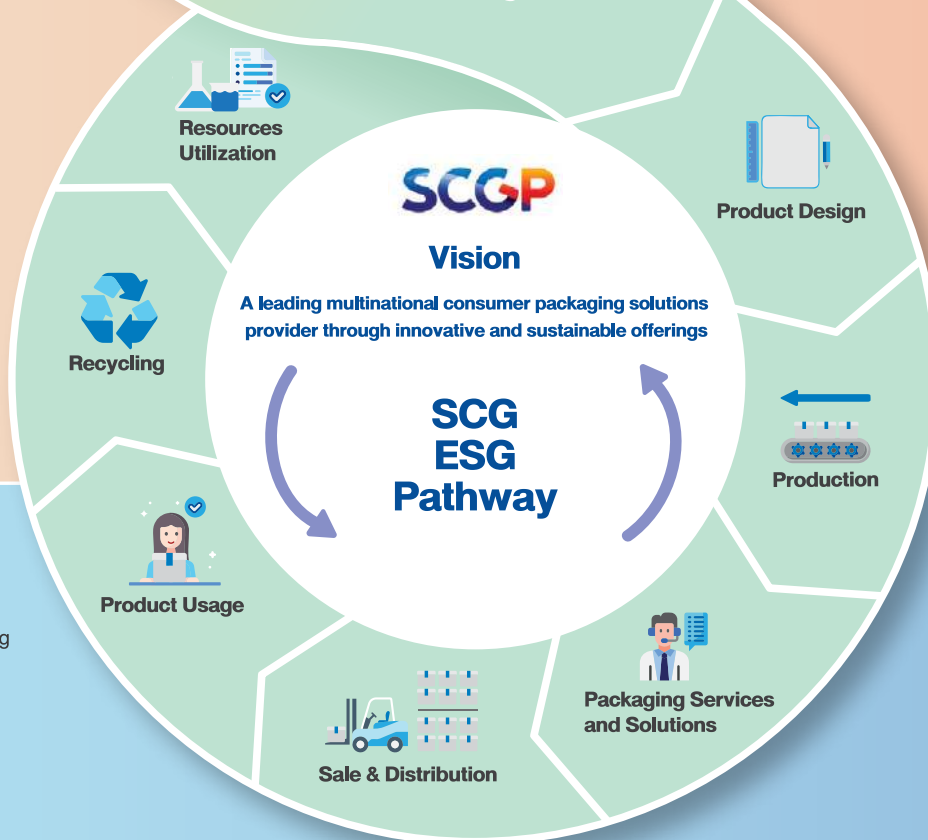 Resources
Utilization
SCGP
Vision
A leading multinational consumer packaging solutions
provider through innovative and sustainable offerings
SCG
ESG
Pathway
Product Design
Production
Packaging Services
and Solutions
Sale & Distribution
Product Usage
Recycling